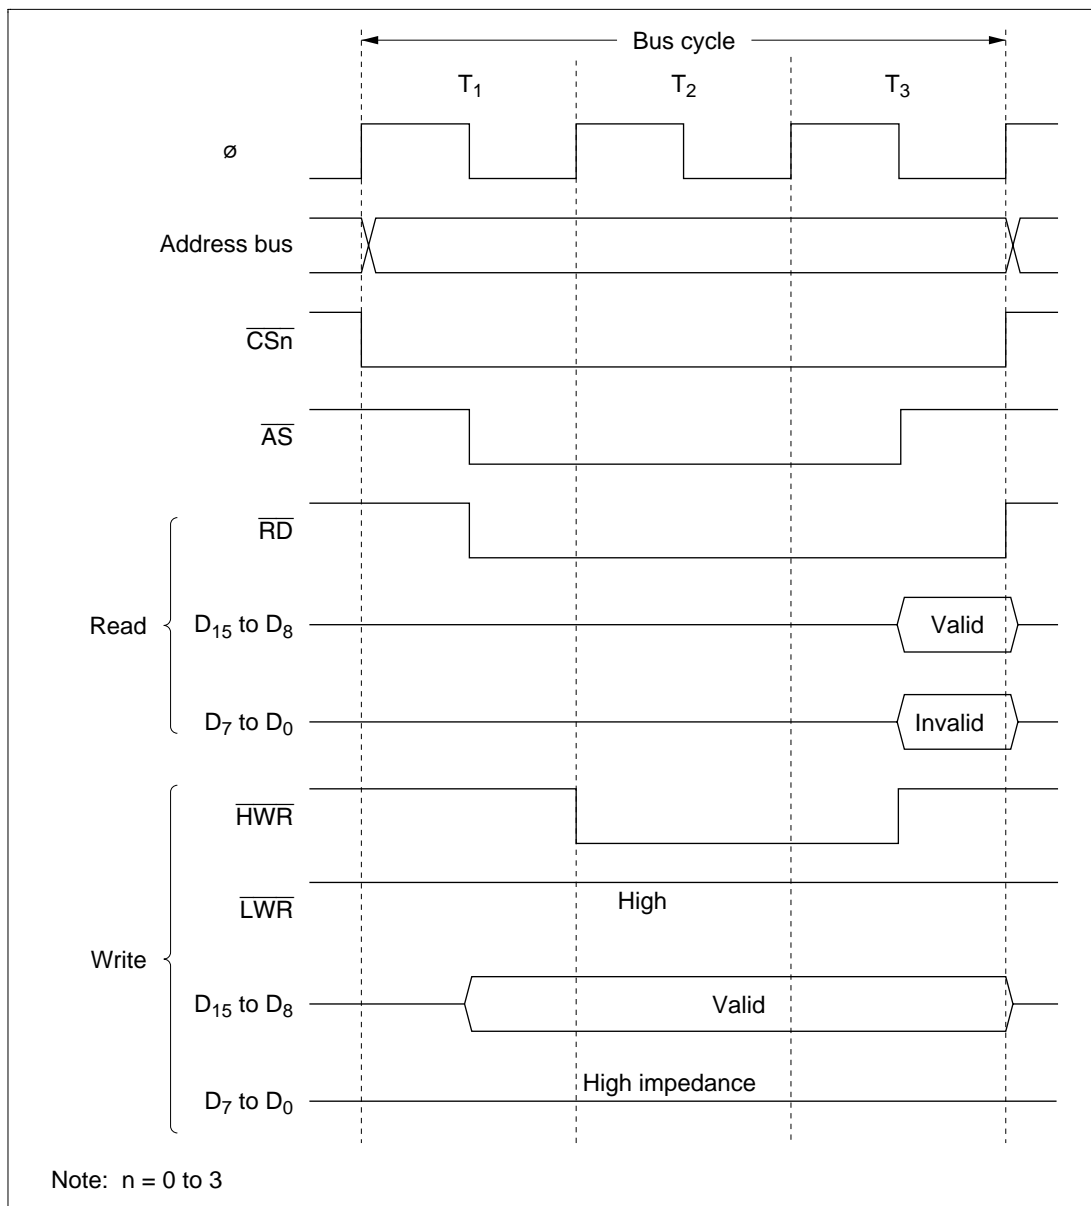 Bus cycle
T1 T2 T3
ø
Address bus
CSn
AS
RD
Read
D15 to D8 Valid
D7 to D0 Invalid
HWR
LWR High
Write
D15 to D8 Valid
D7 to D0 High impedance
Note: n = 0 to 3